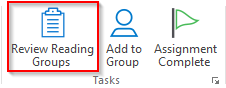 Review Reading
Groups
Add to
Group
Assignment
Complete
Tasks